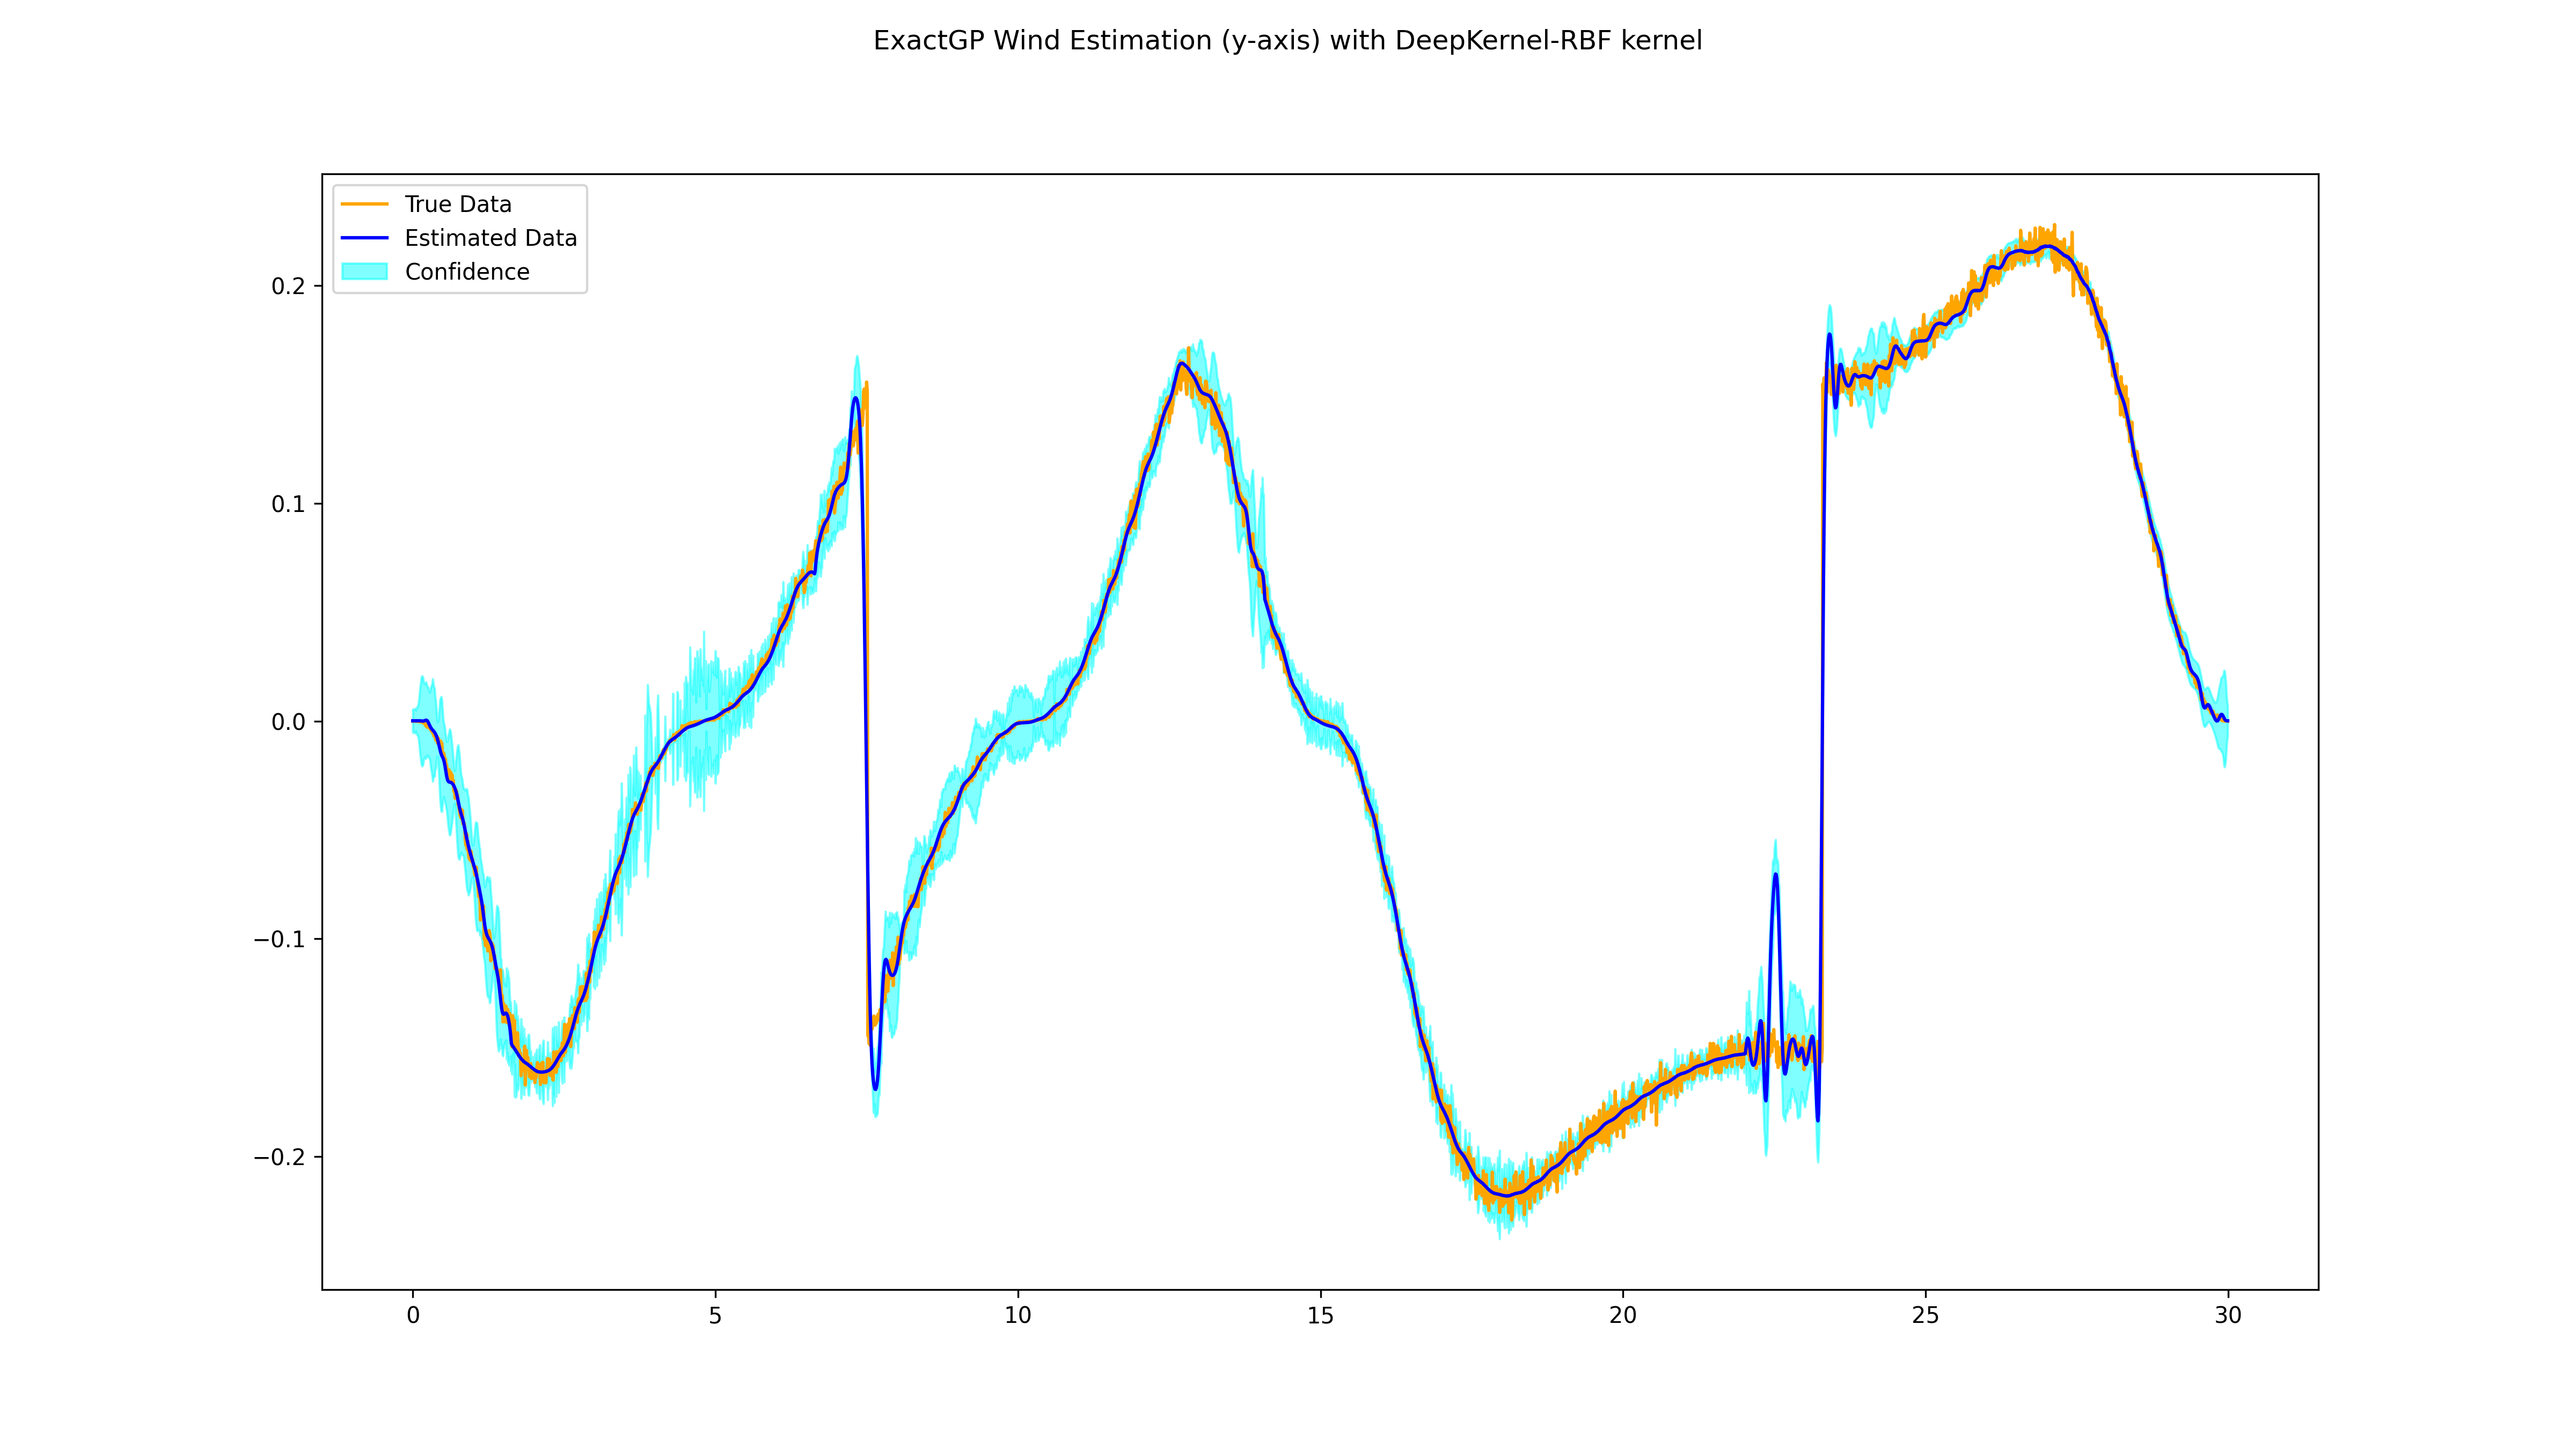 ExactGP Wind Estimation (y-axis) with DeepKernel-RBF kernel
True Data
Estimated Data
Confidence
0.2
0.1
0.0
−0.1
−0.2
0 5 10 15 20 25 30